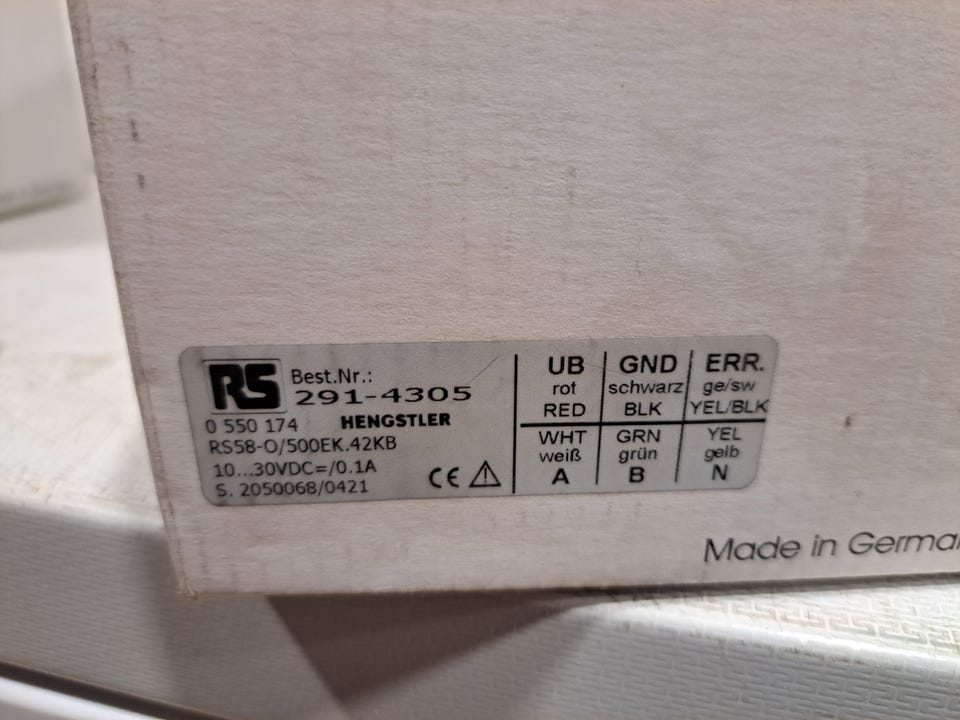 RS Best.Nr.:
291-4305
0 550 174 HENGSTLER
RS58-O/500EK.42KB
10...30VDC=/0.1A
S. 2050068/0421 CE
UB GND ERR.
rot schwarz ge/sw
RED BLK YEL/BLK
WHT GRN YEL
weiß grün gelb
A B N
Made in